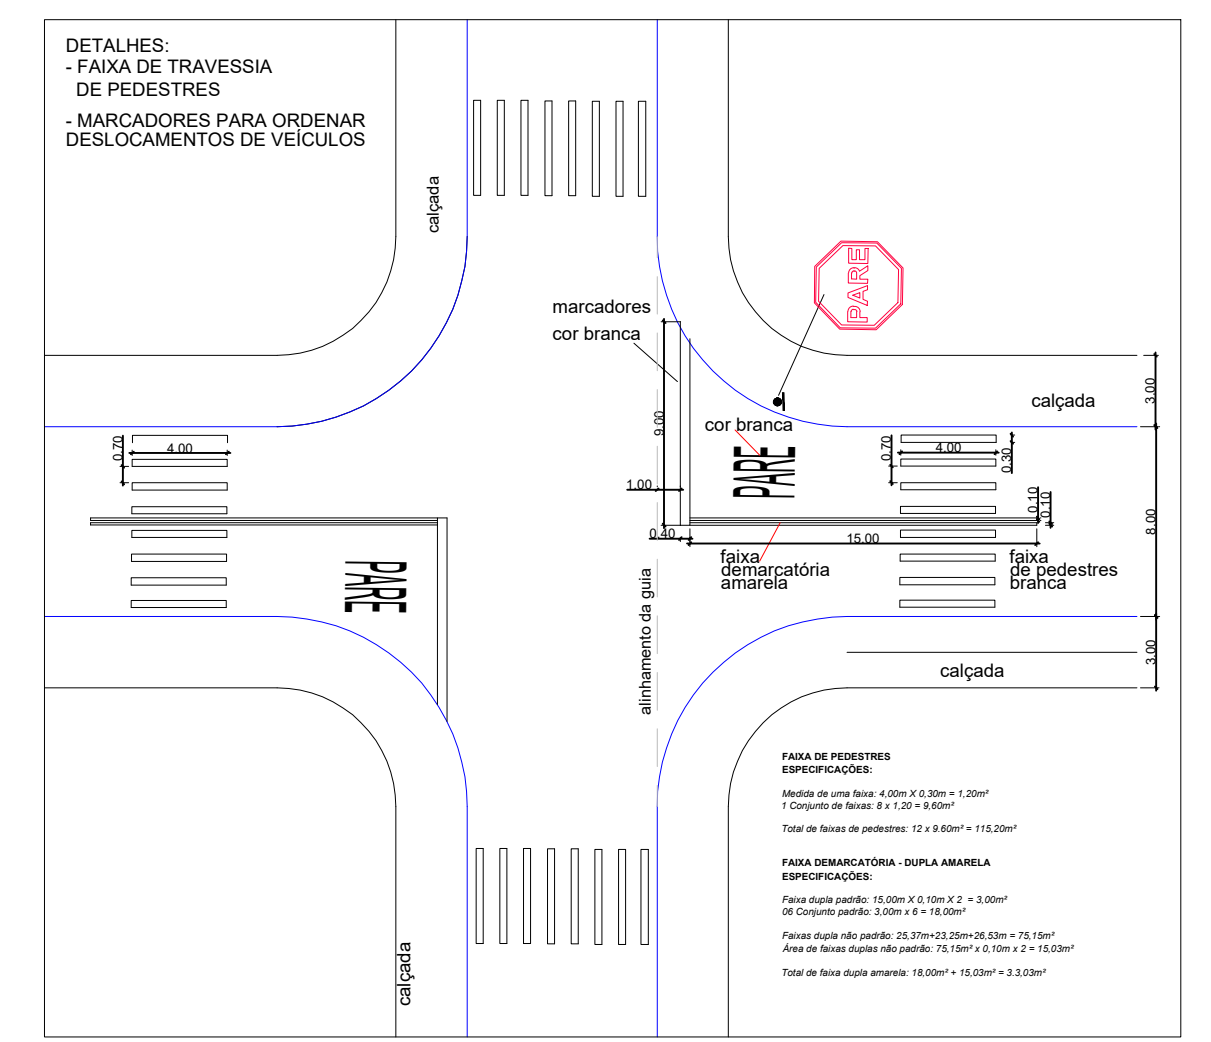 DETALHES:
- FAIXA DE TRAVESSIA
DE PEDESTRES
- MARCADORES PARA ORDENAR
DESLOCAMENTOS DE VEÍCULOS
calçada
PARE
marcadores
cor branca
9.00
1.00
0.40
cor branca
PARE
calçada
3.00
0.70
4.00
0.70
4.00
0.30
0.10
0.10
8.00
15.00
faixa
demarcatória
amarela
faixa
de pedestres
branca
PARE
alinhamento da guia
3.00
calçada
calçada
FAIXA DE PEDESTRES
ESPECIFICAÇÕES:
Medida de uma faixa: 4,00m X 0,30m = 1,20m²
1 Conjunto de faixas: 8 x 1,20 = 9,60m²
Total de faixas de pedestres: 12 x 9.60m² = 115,20m²
FAIXA DEMARCATÓRIA - DUPLA AMARELA
ESPECIFICAÇÕES:
Faixa dupla padrão: 15,00m X 0,10m X 2 = 3,00m²
06 Conjunto padrão: 3,00m x 6 = 18,00m²
Faixas dupla não padrão: 25,37m+23,25m+26,53m = 75,15m²
Área de faixas duplas não padrão: 75,15m² x 0,10m x 2 = 15,03m²
Total de faixa dupla amarela: 18,00m² + 15,03m² = 3.3,03m²